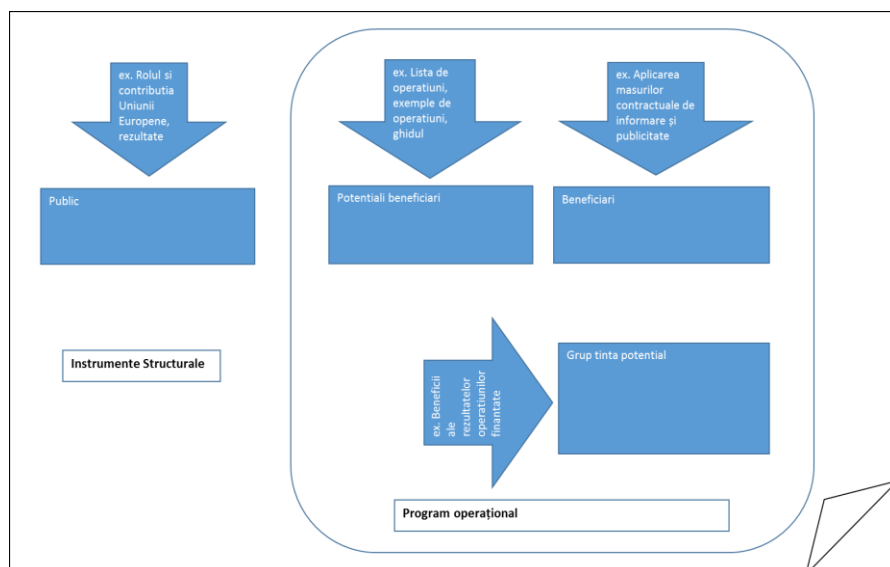 ex. Rolul si
contributia
Uniunii
Europene,
rezultate
ex. Lista de
operatiuni,
exemple de
operatiuni,
ghidul
ex. Aplicarea
masurilor
contractuale de
informare și
publicitate
Public
Potentiali beneficiari
Beneficiari
Instrumente Structurale
ex. Beneficii
ale
rezultatelor
operatiunilor
finantate
Grup tinta potential
Program operațional